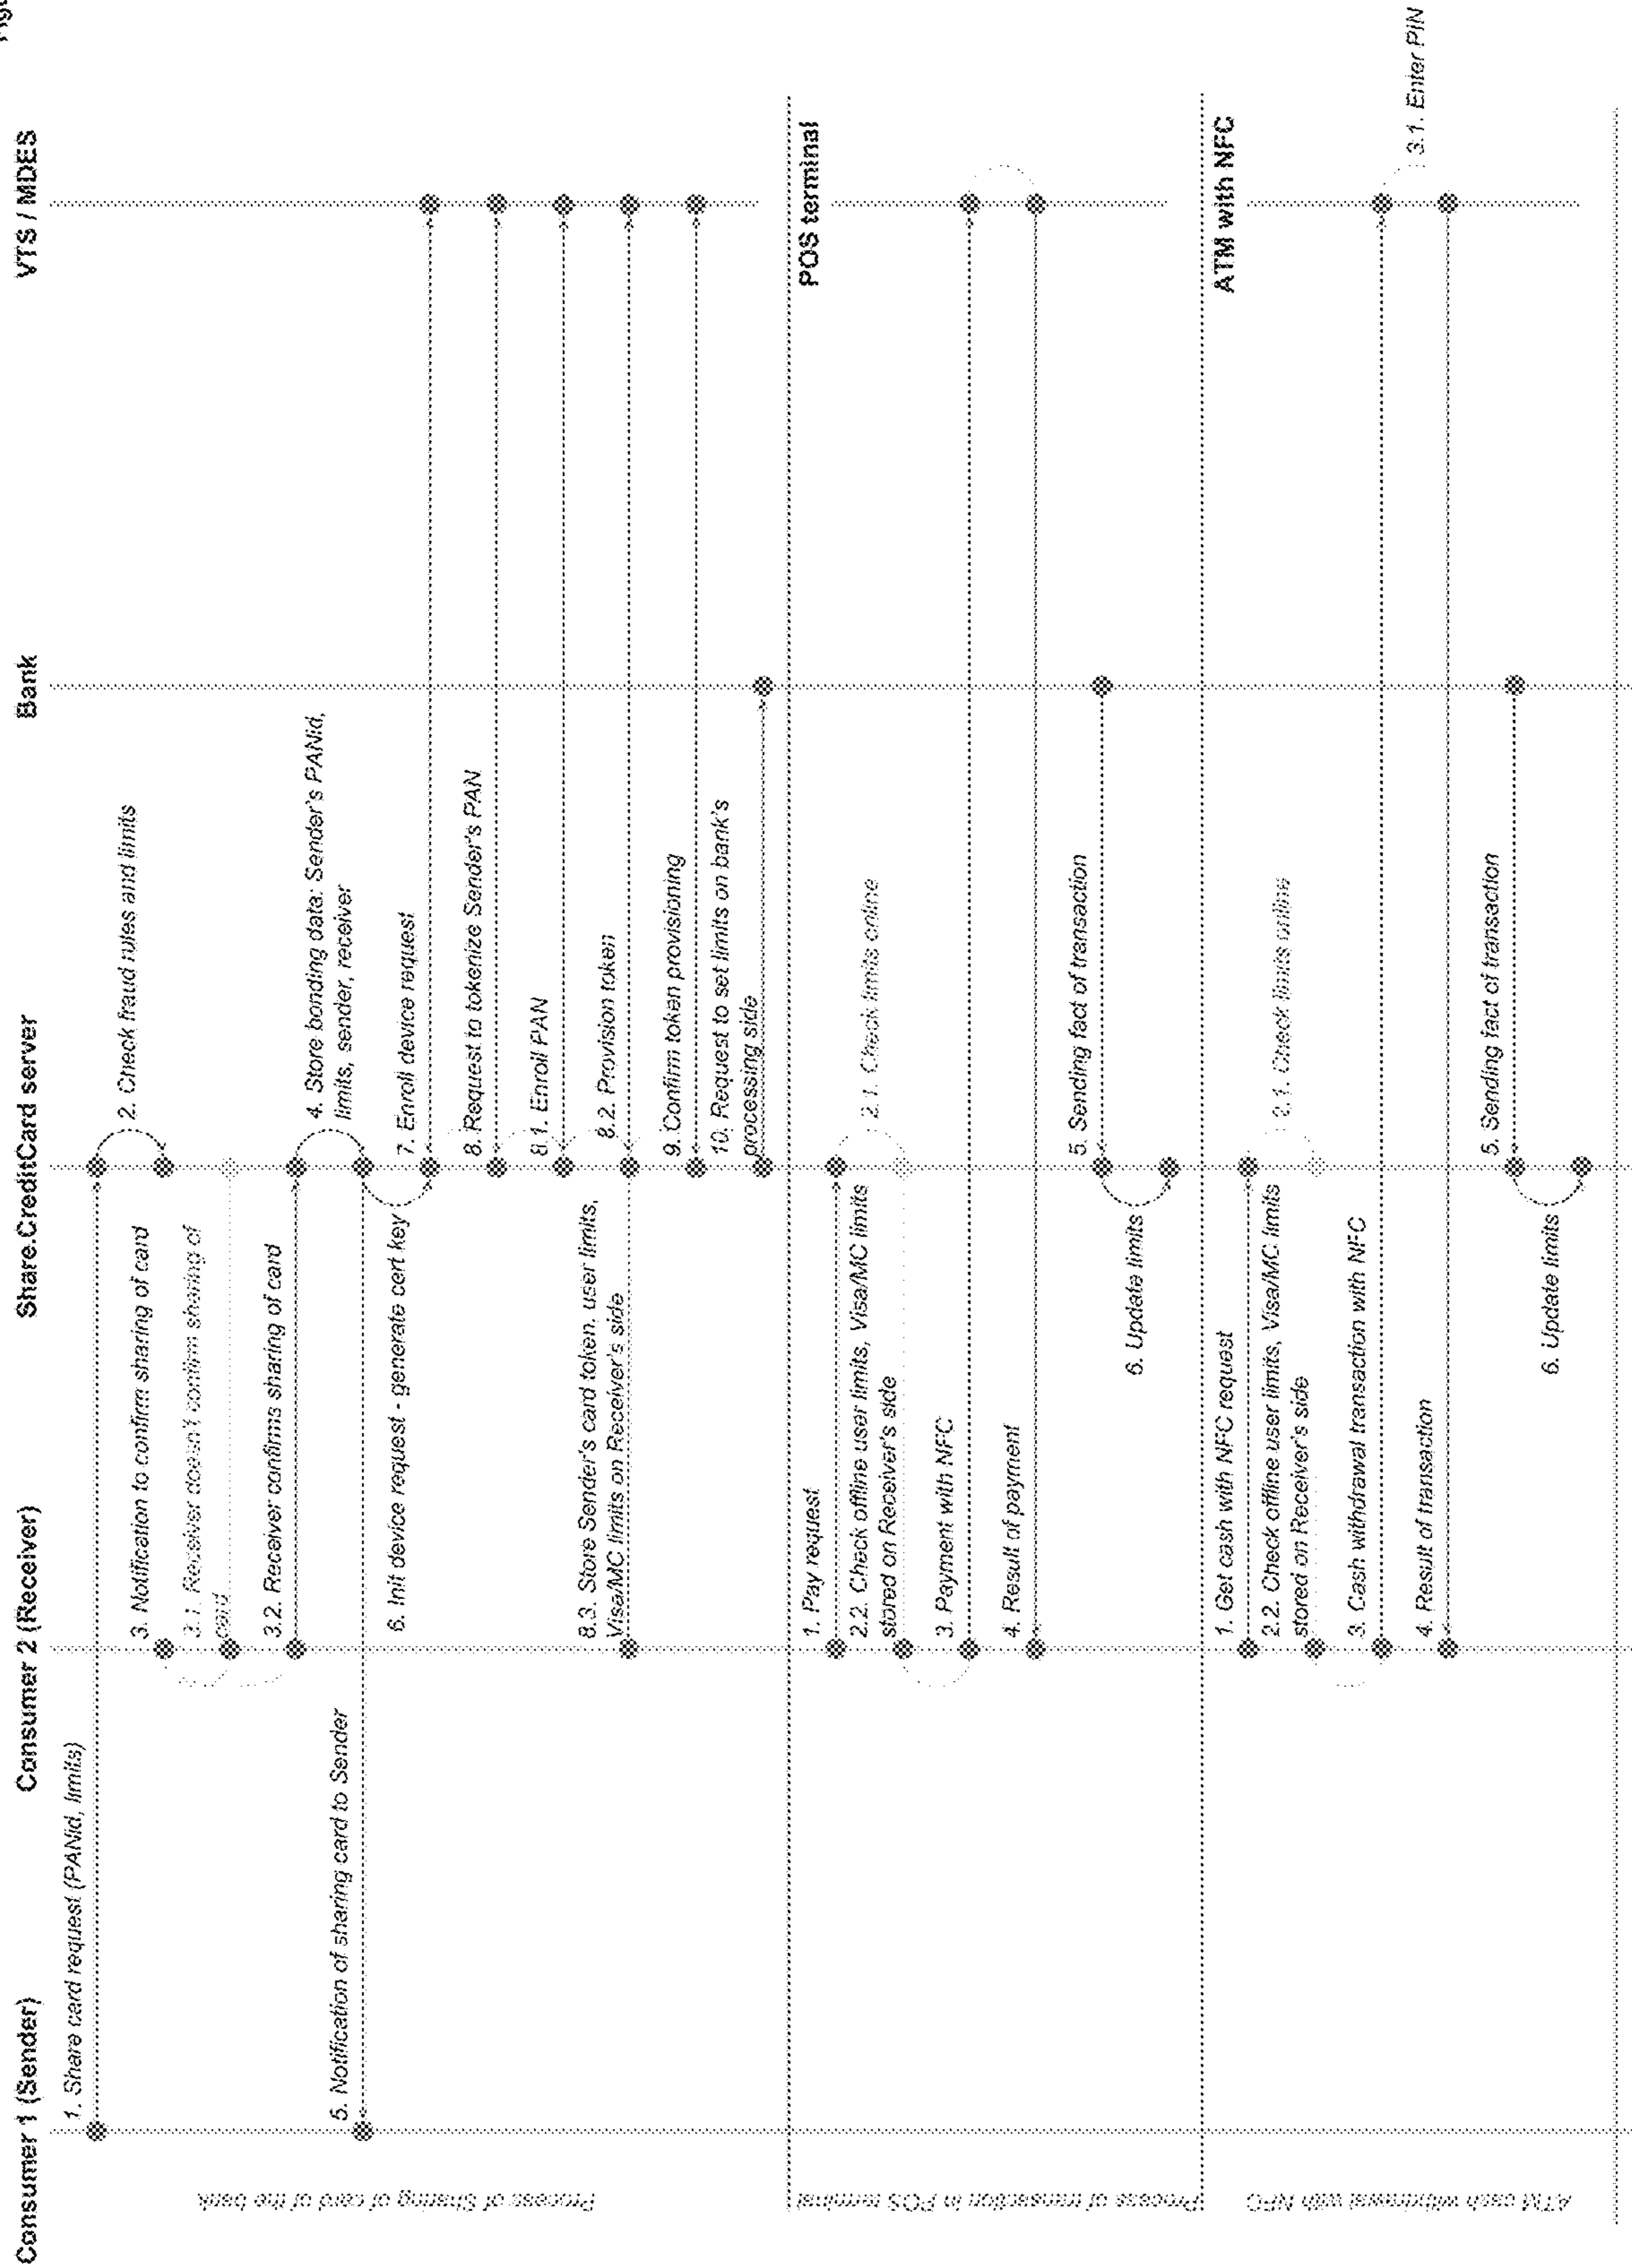 Consumer 1 (Sender)
Consumer 2 (Receiver)
Share.CreditCard server
Bank
VTS / MDES
Process of sharing of card of the bank
1. Share card request (PANid, limits)
2. Check fraud rules and limits
3. Notification to confirm sharing of card
3.1. Receiver doesn't confirm sharing of
card
3.2. Receiver confirms sharing of card
4. Store bonding data: Sender's PANid,
limits, sender, receiver
5. Notification of sharing card to Sender
6. Init device request - generate cert key
7. Enroll device request
8. Request to tokenize Sender's PAN
8.1. Enroll PAN
8.2. Provision token
8.3. Store Sender's card token, user limits,
Visa/MC limits on Receiver's side
9. Confirm token provisioning
10. Request to set limits on bank's
processing side
Process of transaction in POS terminal
POS terminal
1. Pay request
2.1. Check limits online
2.2. Check offline user limits, Visa/MC limits
stored on Receiver's side
3. Payment with NFC
4. Result of payment
5. Sending fact of transaction
6. Update limits
ATM cash withdrawal with NFC
ATM with NFC
1. Get cash with NFC request
2.1. Check limits online
2.2. Check offline user limits, Visa/MC limits
stored on Receiver's side
3. Cash withdrawal transaction with NFC
3.1. Enter PIN
4. Result of transaction
5. Sending fact of transaction
6. Update limits